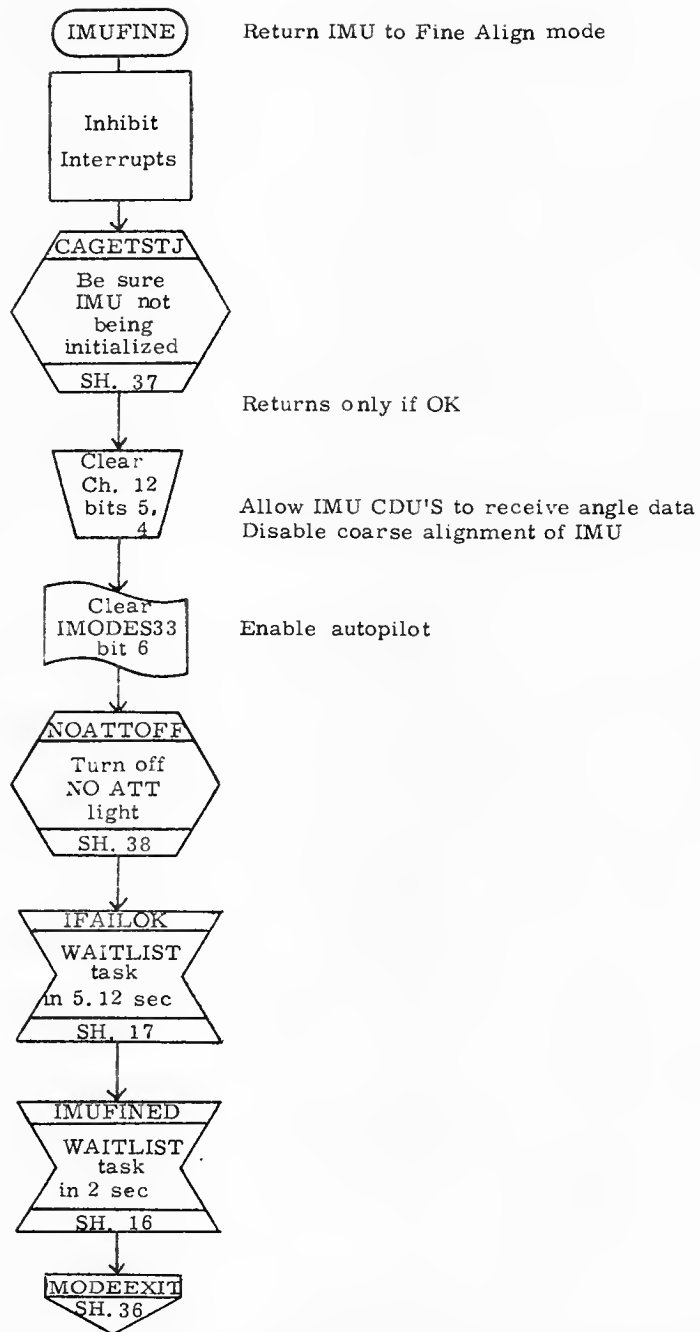 IMUFINE
Return IMU to Fine Align mode
Inhibit
Interrupts
CAGETSTJ
Be sure
IMU not
being
initialized
SH. 37
Returns only if OK
Clear
Ch. 12
bits 5,
4
Allow IMU CDU'S to receive angle data
Disable coarse alignment of IMU
Clear
IMODES33
bit 6
Enable autopilot
NOATTOFF
Turn off
NO ATT
light
SH. 38
IFAILOK
WAITLIST
task
in 5.12 sec
SH. 17
IMUFINED
WAITLIST
task
in 2 sec
SH. 16
MODEEXIT
SH. 36